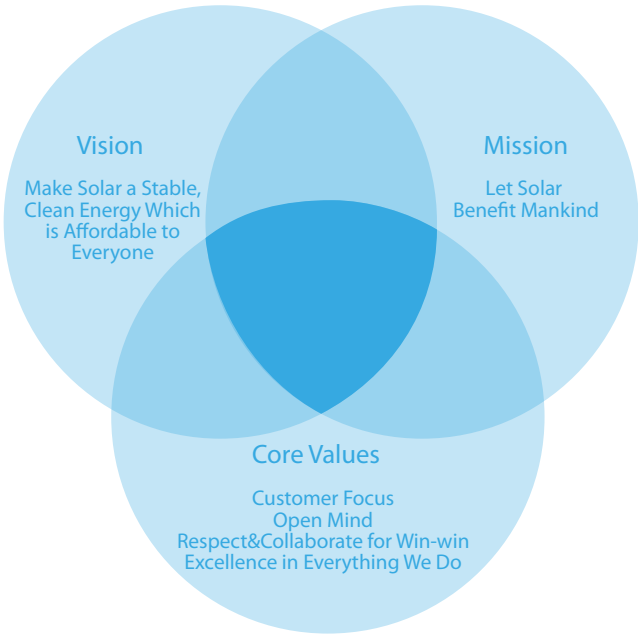 Vision
Make Solar a Stable,
Clean Energy Which
is Affordable to
Everyone
Mission
Let Solar
Benefit Mankind
Core Values
Customer Focus
Open Mind
Respect&Collaborate for Win-win
Excellence in Everything We Do